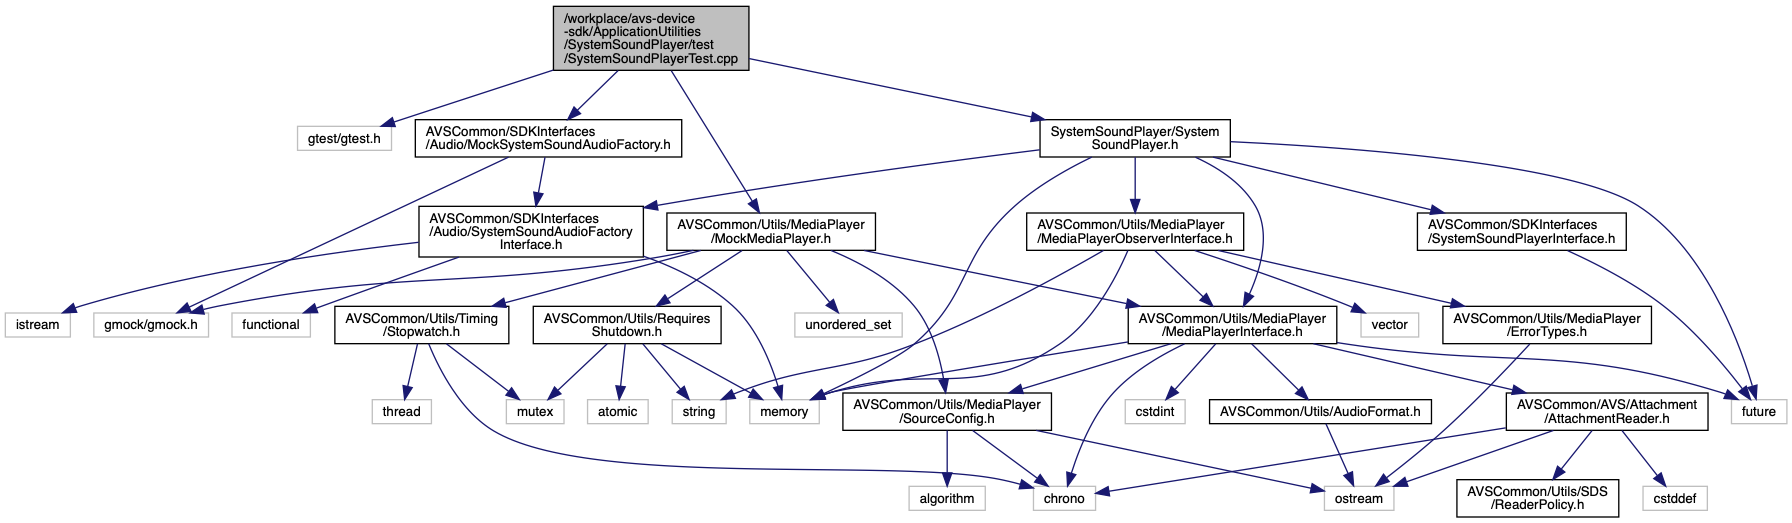 /workplace/avs-device
-sdk/ApplicationUtilities
/SystemSoundPlayer/test
/SystemSoundPlayerTest.cpp
gtest/gtest.h
AVSCommon/SDKInterfaces
/Audio/MockSystemSoundAudioFactory.h
SystemSoundPlayer/System
SoundPlayer.h
AVSCommon/SDKInterfaces
/Audio/SystemSoundAudioFactory
Interface.h
AVSCommon/Utils/MediaPlayer
/MockMediaPlayer.h
AVSCommon/Utils/MediaPlayer
/MediaPlayerObserverInterface.h
AVSCommon/SDKInterfaces
/SystemSoundPlayerInterface.h
istream
gmock/gmock.h
functional
AVSCommon/Utils/Timing
/Stopwatch.h
AVSCommon/Utils/Requires
Shutdown.h
unordered_set
AVSCommon/Utils/MediaPlayer
/MediaPlayerInterface.h
vector
AVSCommon/Utils/MediaPlayer
/ErrorTypes.h
thread
mutex
atomic
string
memory
AVSCommon/Utils/MediaPlayer
/SourceConfig.h
cstdint
AVSCommon/Utils/AudioFormat.h
AVSCommon/AVS/Attachment
/AttachmentReader.h
future
algorithm
chrono
ostream
AVSCommon/Utils/SDS
/ReaderPolicy.h
cstddef